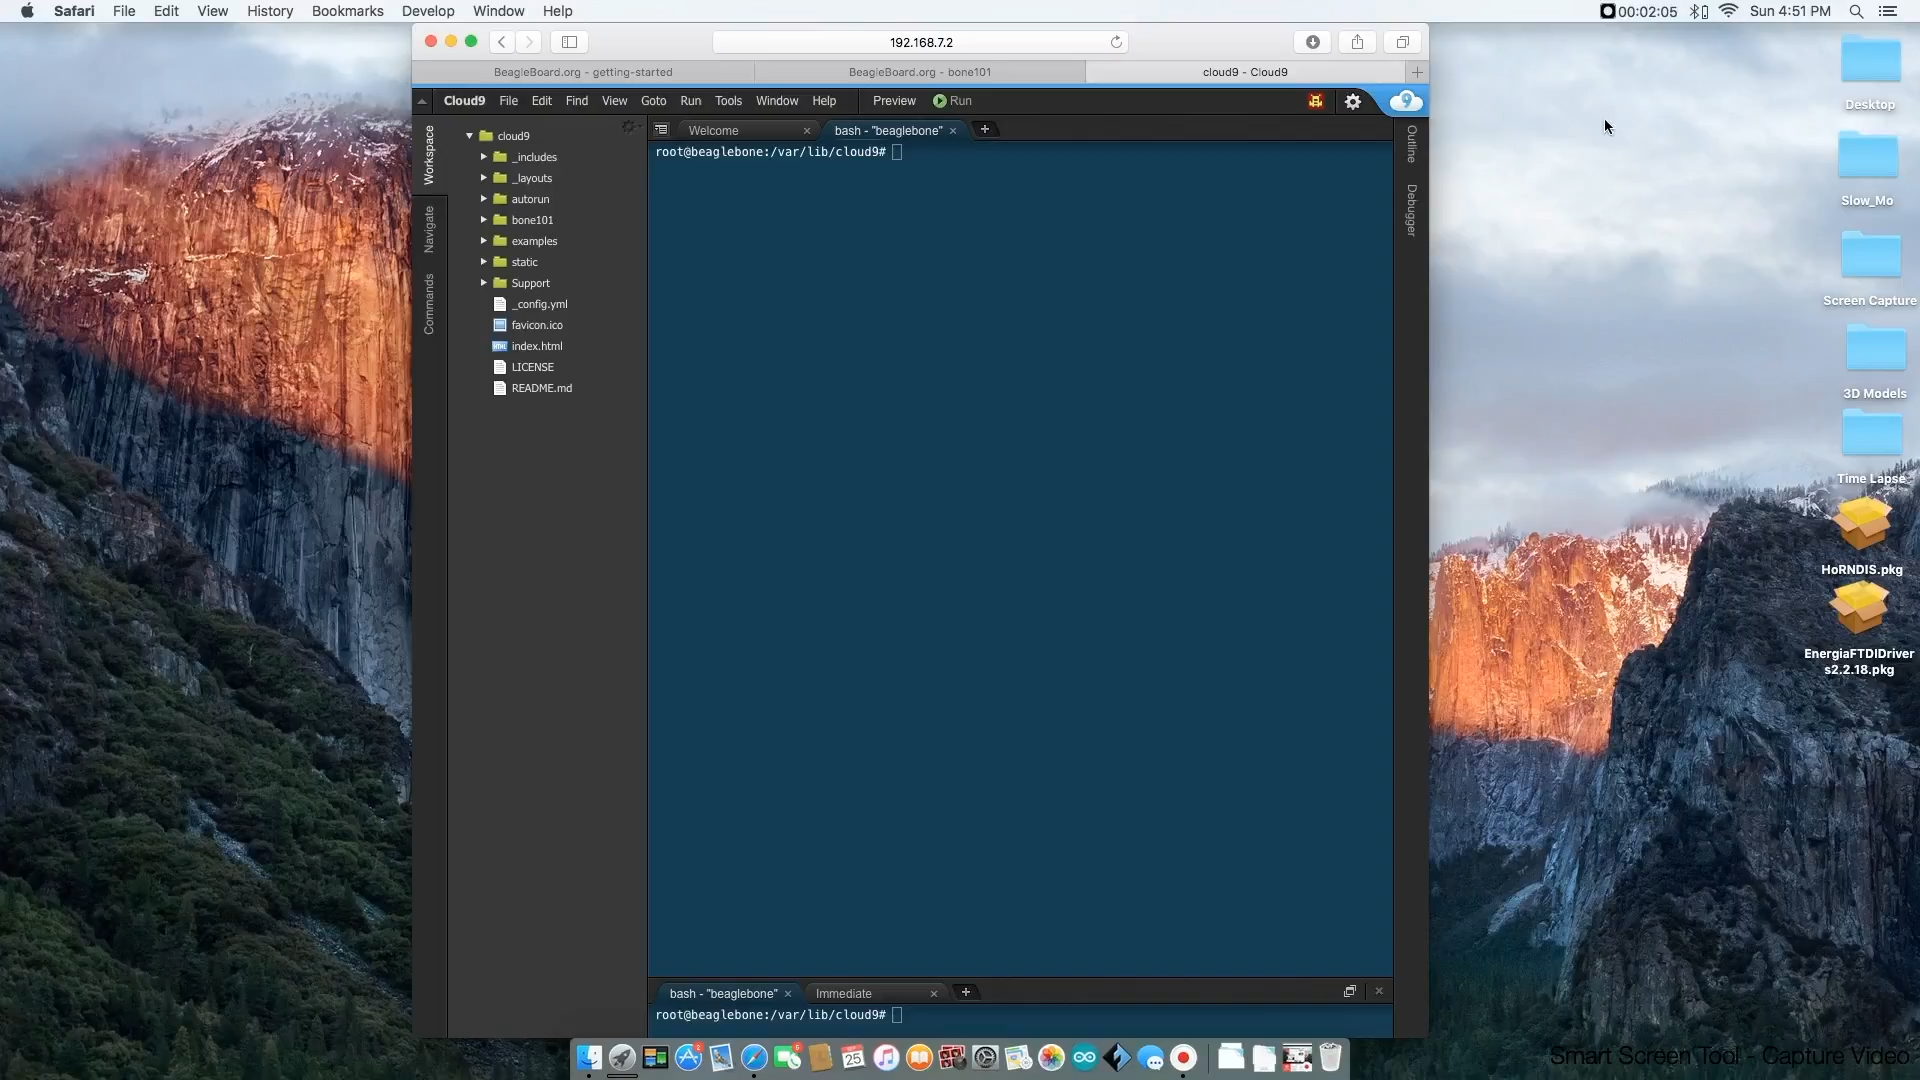 Safari File Edit View History Bookmarks Develop Window Help
00:02:05 Sun 4:51 PM
192.168.7.2
BeagleBoard.org - getting-started BeagleBoard.org - bone101 cloud9 - Cloud9
Cloud9 File Edit Find View Goto Run Tools Window Help Preview Run
9
Workspace
Navigate
Commands
cloud9
_includes
_layouts
autorun
bone101
examples
static
Support
_config.yml
favicon.ico
index.html
LICENSE
README.md
Welcome bash - "beaglebone"
root@beaglebone:/var/lib/cloud9#
Outline
Debugger
bash - "beaglebone" Immediate
root@beaglebone:/var/lib/cloud9#
Desktop
Slow_Mo
Screen Capture
3D Models
Time Lapse
HoRNDIS.pkg
EnergiaFTDIDriver
s2.2.18.pkg
25
Smart Screen Tool - Capture Video